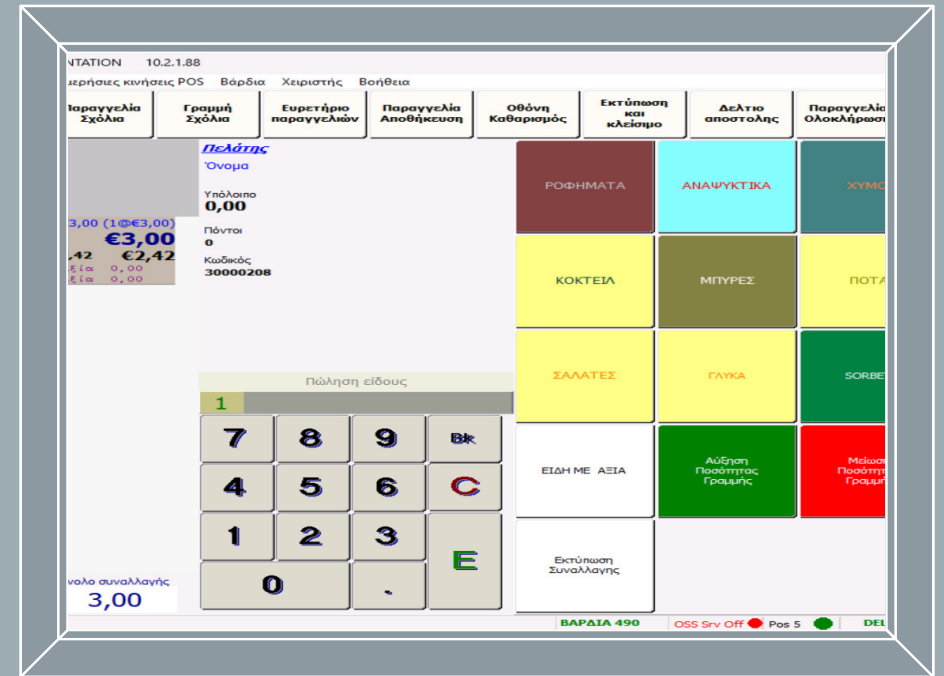 NTATION 10.2.1.88
μερήσιες κινήσεις POS Βάρδια Χειριστής Βοήθεια
Παραγγελία Σχόλια
Γραμμή Σχόλια
Ευρετήριο παραγγελιών
Παραγγελία Αποθήκευση
Οθόνη Καθαρισμός
Εκτύπωση και κλείσιμο
Δελτιο αποστολης
Παραγγελία Ολοκλήρωσ
Πελάτης
Όνομα
Υπόλοιπο
0,00
Πόντοι
0
Κωδικός
30000208
3,00 (1@€3,00)
€3,00
,42 €2,42
ξία 0,00
ξία 0,00
Πώληση είδους
1
7 8 9 Bk
4 5 6 C
1 2 3 E
0 .
νολο συναλλαγής
3,00
ΡΟΦΗΜΑΤΑ ΑΝΑΨΥΚΤΙΚΑ ΧΥΜΟ
ΚΟΚΤΕΙΛ ΜΠΥΡΕΣ ΠΟΤΑ
ΣΑΛΑΤΕΣ ΓΛΥΚΑ SORBE
ΕΙΔΗ ΜΕ ΑΞΙΑ
Αύξηση
Ποσότητας
Γραμμής
Μείωσ
Ποσότητ
Γραμμή
Εκτύπωση
Συναλλαγης
ΒΑΡΔΙΑ 490 OSS Srv Off Pos 5 DEL